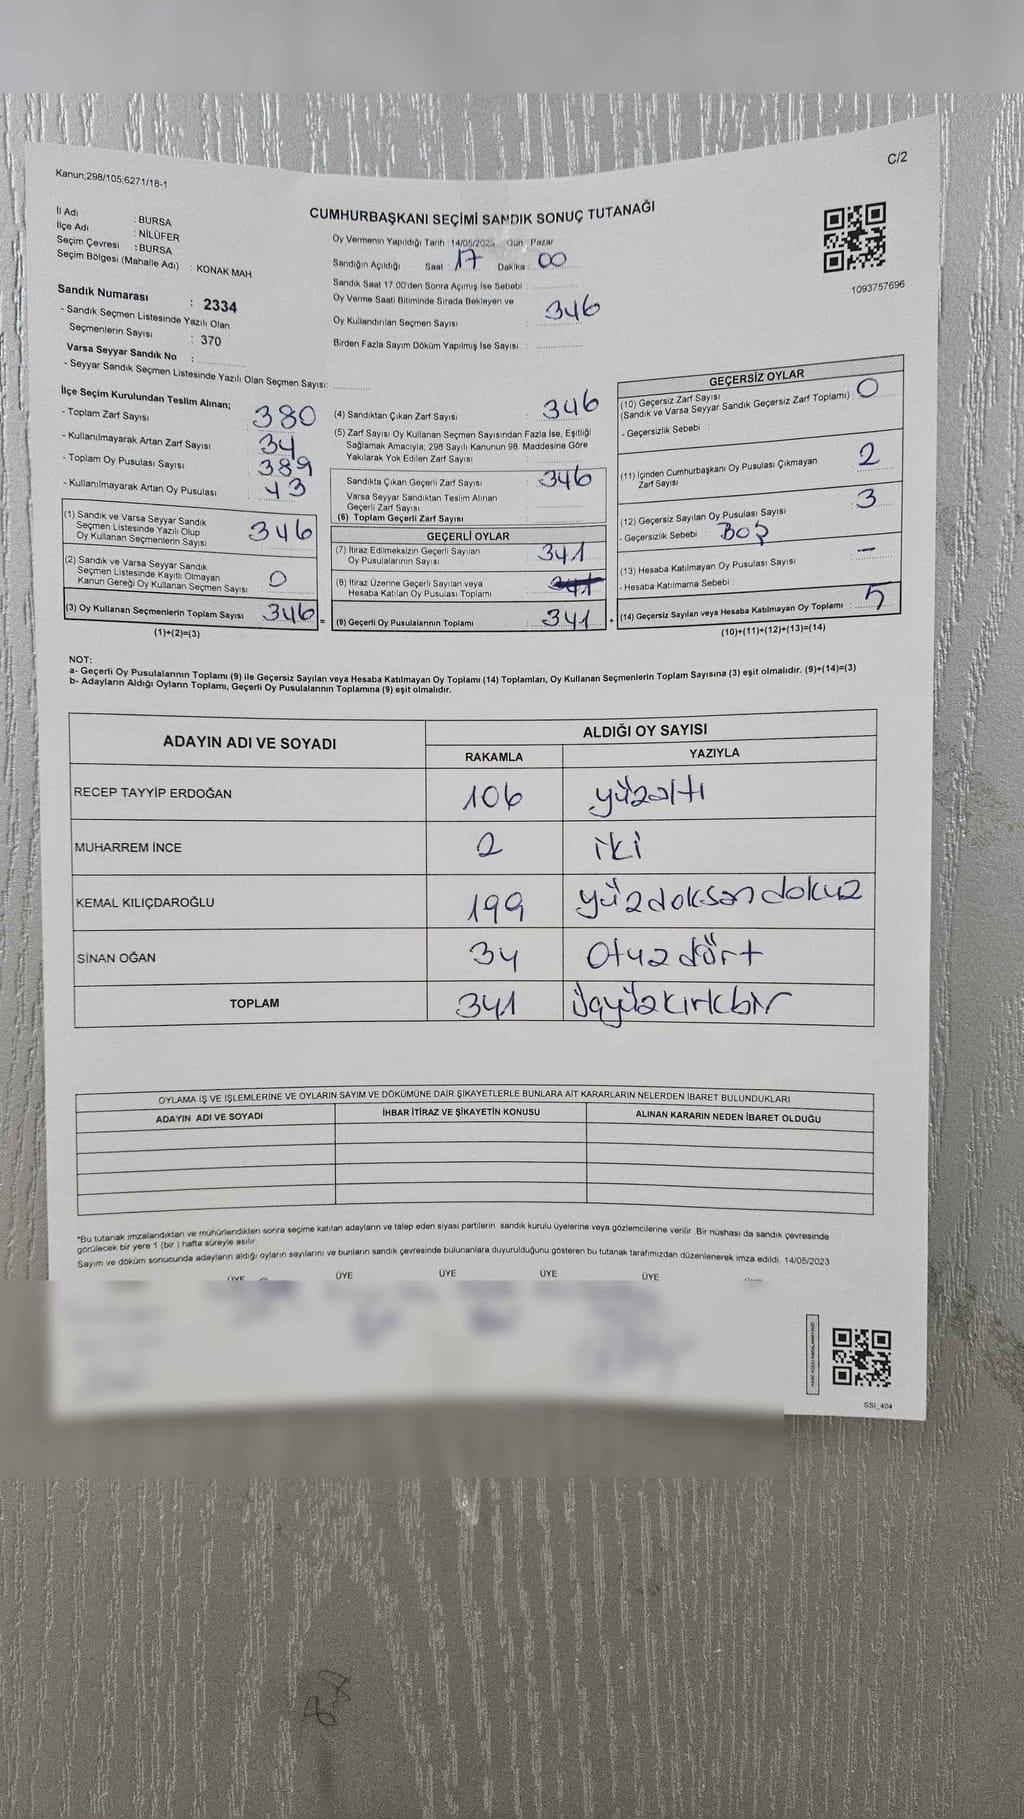 Kanun;298/105;6271/18-1
C/2
CUMHURBAŞKANI SEÇİMİ SANDIK SONUÇ TUTANAĞI
İl Adı : BURSA
İlçe Adı : NİLÜFER
Seçim Çevresi : BURSA
Seçim Bölgesi (Mahalle Adı) : KONAK MAH.
Oy Vermenin Yapıldığı Tarih : 14/05/2023 Gün : Pazar
Sandığın Açıldığı Saat : 17 Dakika : 00
Sandık Saat 17.00'den Sonra Açımış İse Sebebi :
Oy Verme Saati Bitiminde Sırada Bekleyen ve
Oy Kullandırılan Seçmen Sayısı : 346
Birden Fazla Sayım Döküm Yapılmış İse Sayısı :
1093757696
Sandık Numarası : 2334
- Sandık Seçmen Listesinde Yazılı Olan
Seçmenlerin Sayısı : 370
Varsa Seyyar Sandık No :
- Seyyar Sandık Seçmen Listesinde Yazılı Olan Seçmen Sayısı:
İlçe Seçim Kurulundan Teslim Alınan;
- Toplam Zarf Sayısı 380
- Kullanılmayarak Artan Zarf Sayısı 34
- Toplam Oy Pusulası Sayısı 389
- Kullanılmayarak Artan Oy Pusulası 43
(1) Sandık ve Varsa Seyyar Sandık
Seçmen Listesinde Yazılı Olup
Oy Kullanan Seçmenlerin Sayısı 346
(2) Sandık ve Varsa Seyyar Sandık
Seçmen Listesinde Kayıtlı Olmayan
Kanun Gereği Oy Kullanan Seçmen Sayısı 0
(3) Oy Kullanan Seçmenlerin Toplam Sayısı 346 =
(1)+(2)=(3)
(4) Sandıktan Çıkan Zarf Sayısı : 346
(5) Zarf Sayısı Oy Kullanan Seçmen Sayısından Fazla İse, Eşitliği
Sağlamak Amacıyla, 298 Sayılı Kanunun 98. Maddesine Göre
Yakılarak Yok Edilen Zarf Sayısı :
Sandıkta Çıkan Geçerli Zarf Sayısı : 346
Varsa Seyyar Sandıktan Teslim Alınan
Geçerli Zarf Sayısı :
(6) Toplam Geçerli Zarf Sayısı :
GEÇERLİ OYLAR
(7) İtiraz Edilmeksizin Geçerli Sayılan
Oy Pusulalarının Sayısı : 341
(8) İtiraz Üzerine Geçerli Sayılan veya
Hesaba Katılan Oy Pusulası Toplamı : 341
(9) Geçerli Oy Pusulalarının Toplamı : 341 +
GEÇERSİZ OYLAR
(10) Geçersiz Zarf Sayısı
(Sandık ve Varsa Seyyar Sandık Geçersiz Zarf Toplamı) : 0
- Geçersizlik Sebebi :
(11) İçinden Cumhurbaşkanı Oy Pusulası Çıkmayan
Zarf Sayısı 2
(12) Geçersiz Sayılan Oy Pusulası Sayısı : 3
- Geçersizlik Sebebi : BOŞ
(13) Hesaba Katılmayan Oy Pusulası Sayısı : –
- Hesaba Katılmama Sebebi :
(14) Geçersiz Sayılan veya Hesaba Katılmayan Oy Toplamı : 5
(10)+(11)+(12)+(13)=(14)
NOT:
a- Geçerli Oy Pusulalarının Toplamı (9) ile Geçersiz Sayılan veya Hesaba Katılmayan Oy Toplamı (14) Toplamları, Oy Kullanan Seçmenlerin Toplam Sayısına (3) eşit olmalıdır. (9)+(14)=(3)
b- Adayların Aldığı Oyların Toplamı, Geçerli Oy Pusulalarının Toplamına (9) eşit olmalıdır.
ADAYIN ADI VE SOYADI
ALDIĞI OY SAYISI
RAKAMLA YAZIYLA
RECEP TAYYİP ERDOĞAN 106 yüzaltı
MUHARREM İNCE 2 iki
KEMAL KILIÇDAROĞLU 199 yüzdoksan dokuz
SİNAN OĞAN 34 Otuz dört
TOPLAM 341 üçyüzkırkbir
OYLAMA İŞ VE İŞLEMLERİNE VE OYLARIN SAYIM VE DÖKÜMÜNE DAİR ŞİKAYETLERLE BUNLARA AİT KARARLARIN NELERDEN İBARET BULUNDUKLARI
ADAYIN ADI VE SOYADI İHBAR İTİRAZ VE ŞİKAYETİN KONUSU ALINAN KARARIN NEDEN İBARET OLDUĞU
*Bu tutanak imzalandıktan ve mühürlendikten sonra seçime katılan adayların ve talep eden siyasi partilerin sandık kurulu üyelerine veya gözlemcilerine verilir. Bir nüshası da sandık çevresinde
görülecek bir yere 1 (bir ) hafta süreyle asılır.
Sayım ve döküm sonucunda adayların aldığı oyların sayılarını ve bunların sandık çevresinde bulunanlara duyurulduğunu gösteren bu tutanak tarafımızdan düzenlenerek imza edildi. 14/05/2023
ÜYE ÜYE ÜYE ÜYE ÜYE
SSI_404